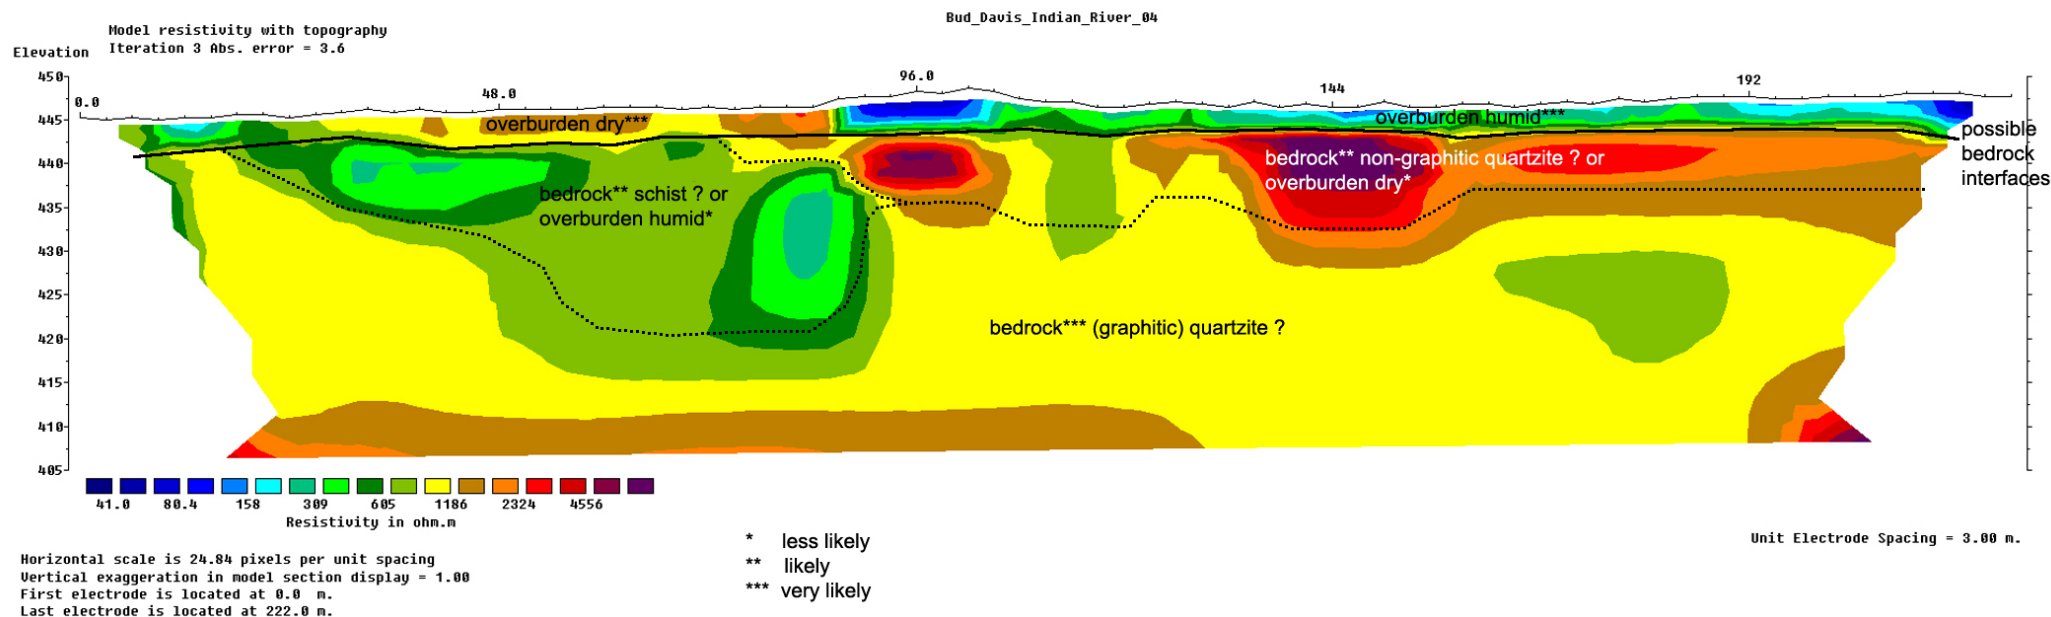 Bud_Davis_Indian_River_04
Model resistivity with topography
Iteration 3 Abs. error = 3.6
Elevation
450
445
440
435
430
425
420
415
410
405
0.0
48.0
96.0
144
192
overburden dry***
overburden humid***
possible
bedrock
interfaces
bedrock** non-graphitic quartzite ? or
overburden dry*
bedrock** schist ? or
overburden humid*
bedrock*** (graphitic) quartzite ?
41.0 80.4 158 309 605 1186 2324 4556
Resistivity in ohm.m
* less likely
** likely
*** very likely
Unit Electrode Spacing = 3.00 m.
Horizontal scale is 24.84 pixels per unit spacing
Vertical exaggeration in model section display = 1.00
First electrode is located at 0.0 m.
Last electrode is located at 222.0 m.